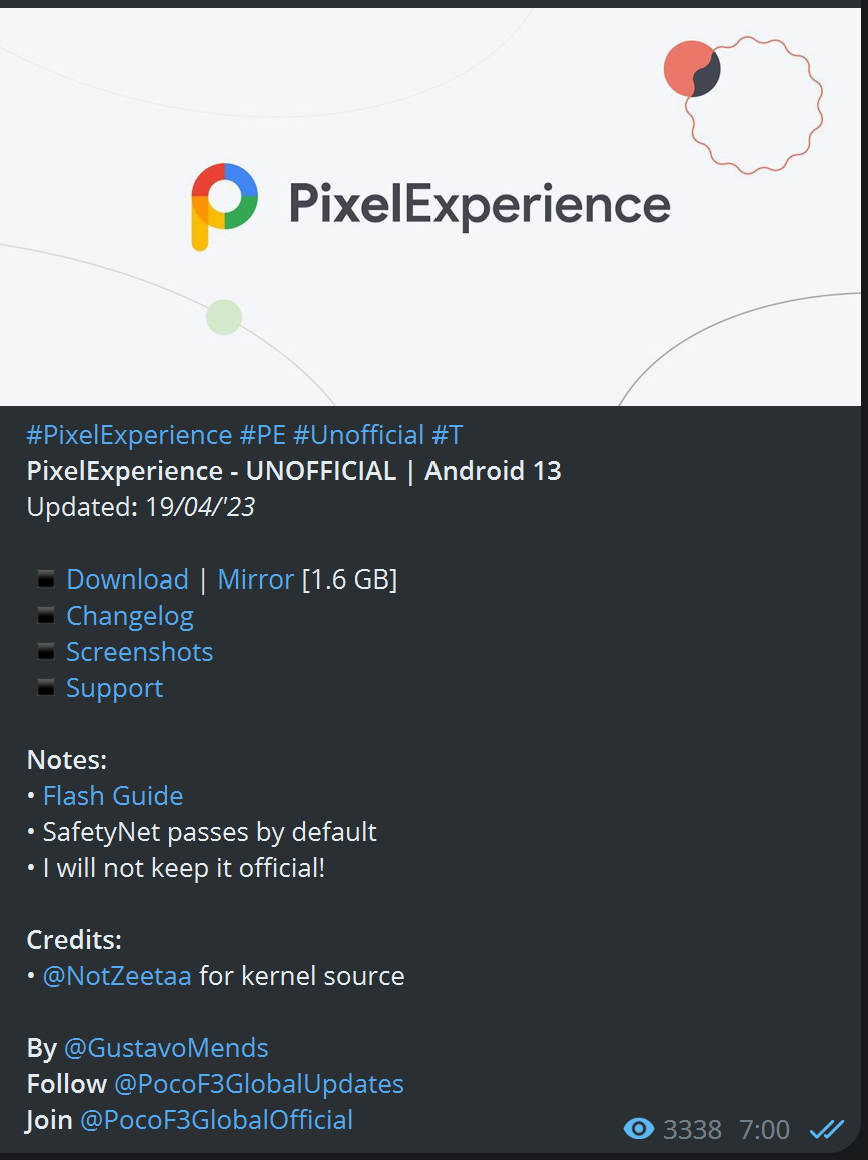 PixelExperience
#PixelExperience #PE #Unofficial #T
PixelExperience - UNOFFICIAL | Android 13
Updated: 19/04/'23
▪ Download | Mirror [1.6 GB]
▪ Changelog
▪ Screenshots
▪ Support
Notes:
• Flash Guide
• SafetyNet passes by default
• I will not keep it official!
Credits:
• @NotZeetaa for kernel source
By @GustavoMends
Follow @PocoF3GlobalUpdates
Join @PocoF3GlobalOfficial
3338 7:00